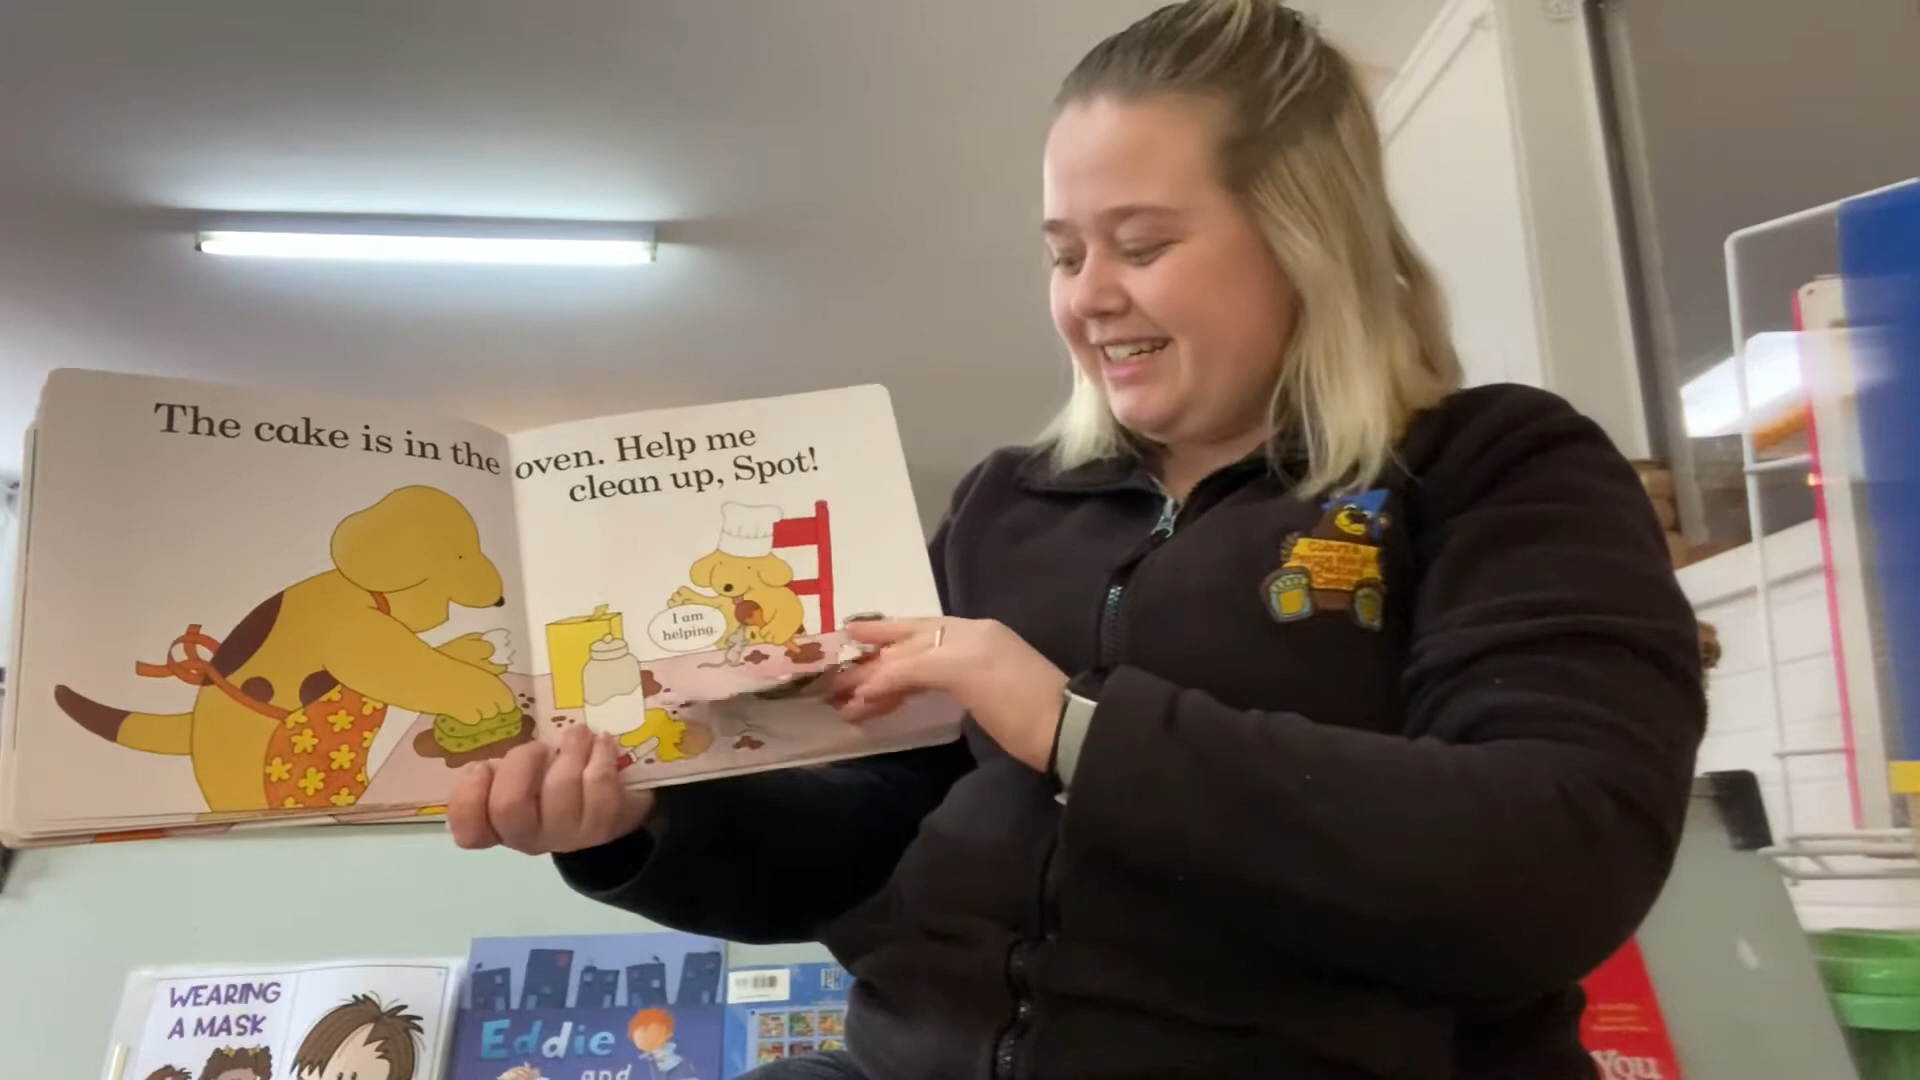 The cake is in the oven. Help me
clean up, Spot!
I am
helping.
WEARING
A MASK
Eddie
and
You